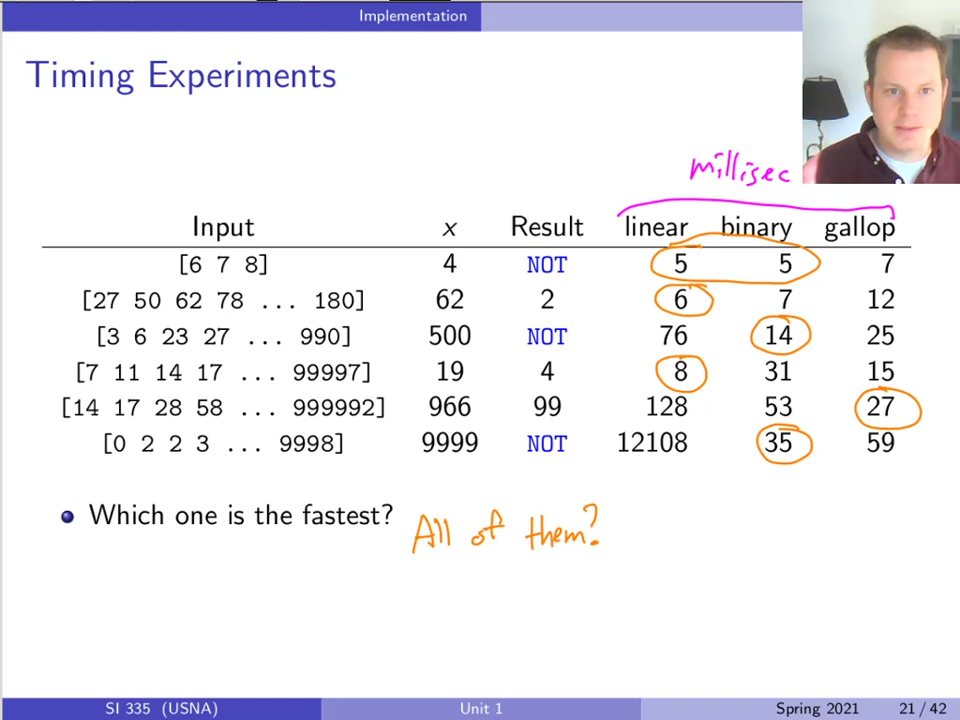 Implementation
Timing Experiments
millisec
Input x Result linear binary gallop
[6 7 8] 4 NOT 5 5 7
[27 50 62 78 ... 180] 62 2 6 7 12
[3 6 23 27 ... 990] 500 NOT 76 14 25
[7 11 14 17 ... 99997] 19 4 8 31 15
[14 17 28 58 ... 999992] 966 99 128 53 27
[0 2 2 3 ... 9998] 9999 NOT 12108 35 59
Which one is the fastest?
All of them?
SI 335 (USNA) Unit 1 Spring 2021 21 / 42